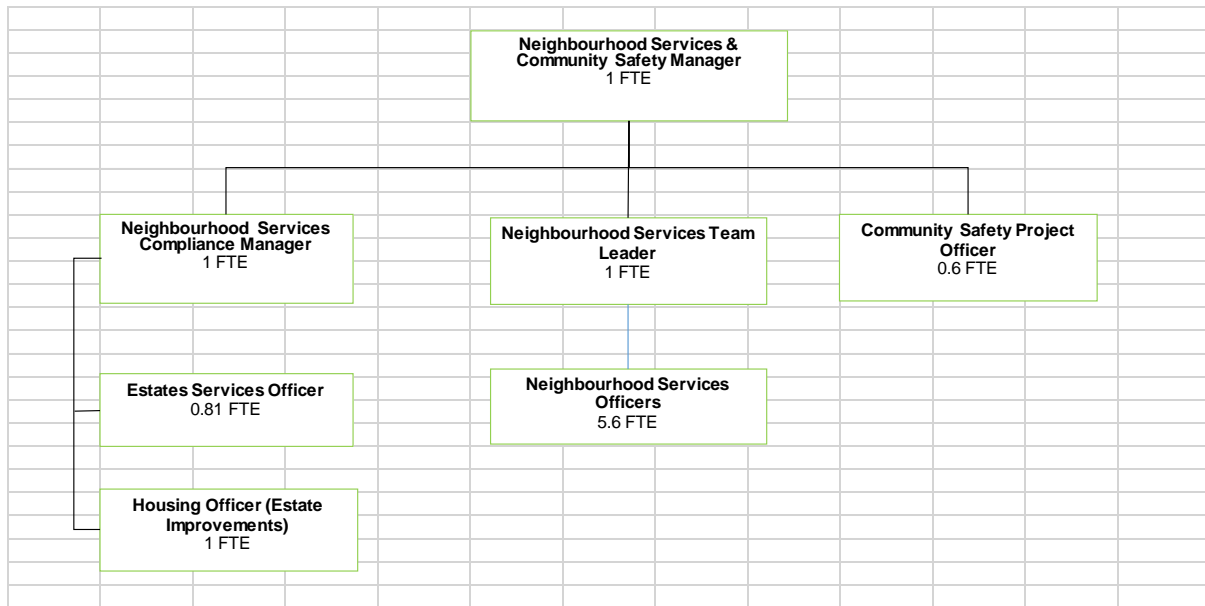 Neighbourhood Services &
Community Safety Manager
1 FTE
Neighbourhood Services
Compliance Manager
1 FTE
Neighbourhood Services Team
Leader
1 FTE
Community Safety Project
Officer
0.6 FTE
Estates Services Officer
0.81 FTE
Neighbourhood Services
Officers
5.6 FTE
Housing Officer (Estate
Improvements)
1 FTE